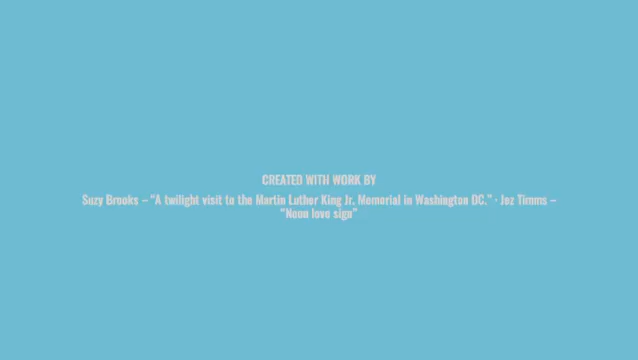 CREATED WITH WORK BY
Suzy Brooks – "A twilight visit to the Martin Luther King Jr. Memorial in Washington DC." · Jez Timms –
"Neon love sign"